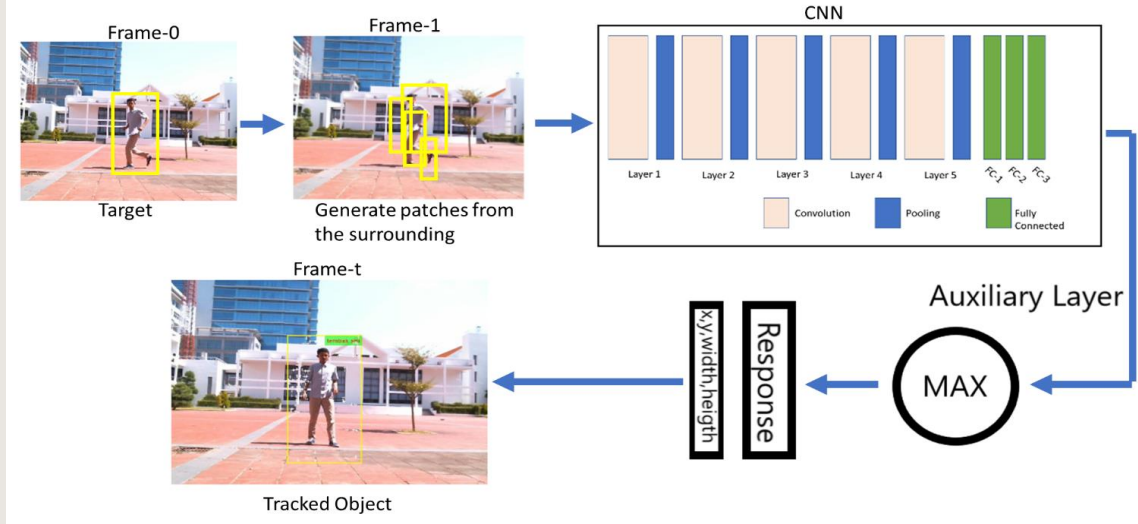 Frame-0
Frame-1
CNN
Target
Generate patches from
the surrounding
Layer 1
Layer 2
Layer 3
Layer 4
Layer 5
FC-1
FC-2
FC-3
Convolution
Pooling
Fully
Connected
Auxiliary Layer
MAX
Response
x,y,width,heigth
Frame-t
Tracked Object